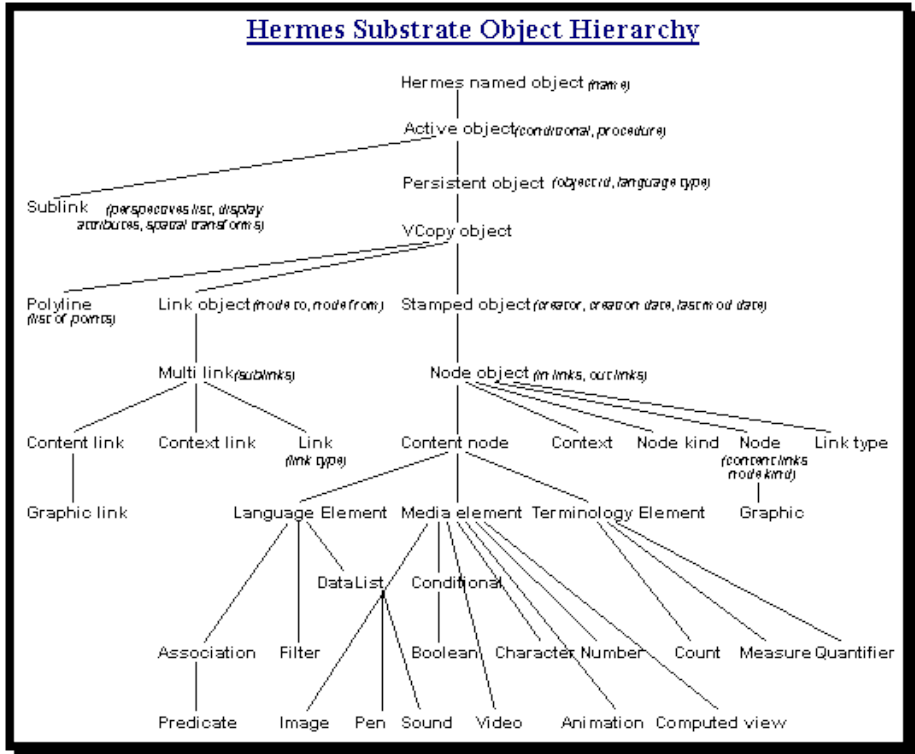 Hermes Substrate Object Hierarchy
Hermes named object (name)
Active object (conditional, procedure)
Persistent object (object id, language type)
Sublink (perspectives list, display
attributes, spatial transforms)
VCopy object
Polyline Link object (node to, node from) Stamped object (creator, creation date, last mod date)
(list of points)
Multi link (sublinks) Node object (in links, out links)
Content link Context link Link Content node Context Node kind Node Link type
(link type) (content links
node kind)
Graphic link Language Element Media element Terminology Element Graphic
DataList Conditional
Association Filter Boolean Character Number Count Measure Quantifier
Predicate Image Pen Sound Video Animation Computed view